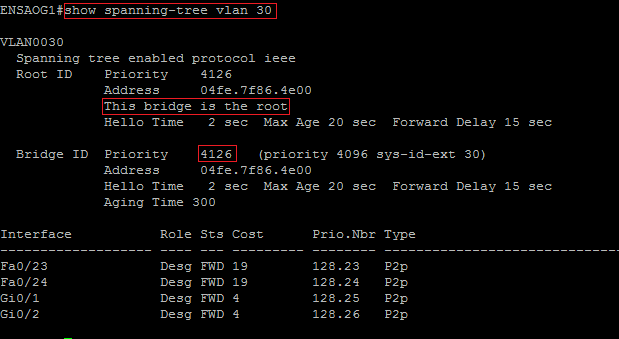 ENSAOG1#show spanning-tree vlan 30
VLAN0030
Spanning tree enabled protocol ieee
Root ID Priority 4126
Address 04fe.7f86.4e00
This bridge is the root
Hello Time 2 sec Max Age 20 sec Forward Delay 15 sec
Bridge ID Priority 4126 (priority 4096 sys-id-ext 30)
Address 04fe.7f86.4e00
Hello Time 2 sec Max Age 20 sec Forward Delay 15 sec
Aging Time 300
Interface Role Sts Cost Prio.Nbr Type
------------------- ---- --- --------- -------- --------------------------------
Fa0/23 Desg FWD 19 128.23 P2p
Fa0/24 Desg FWD 19 128.24 P2p
Gi0/1 Desg FWD 4 128.25 P2p
Gi0/2 Desg FWD 4 128.26 P2p